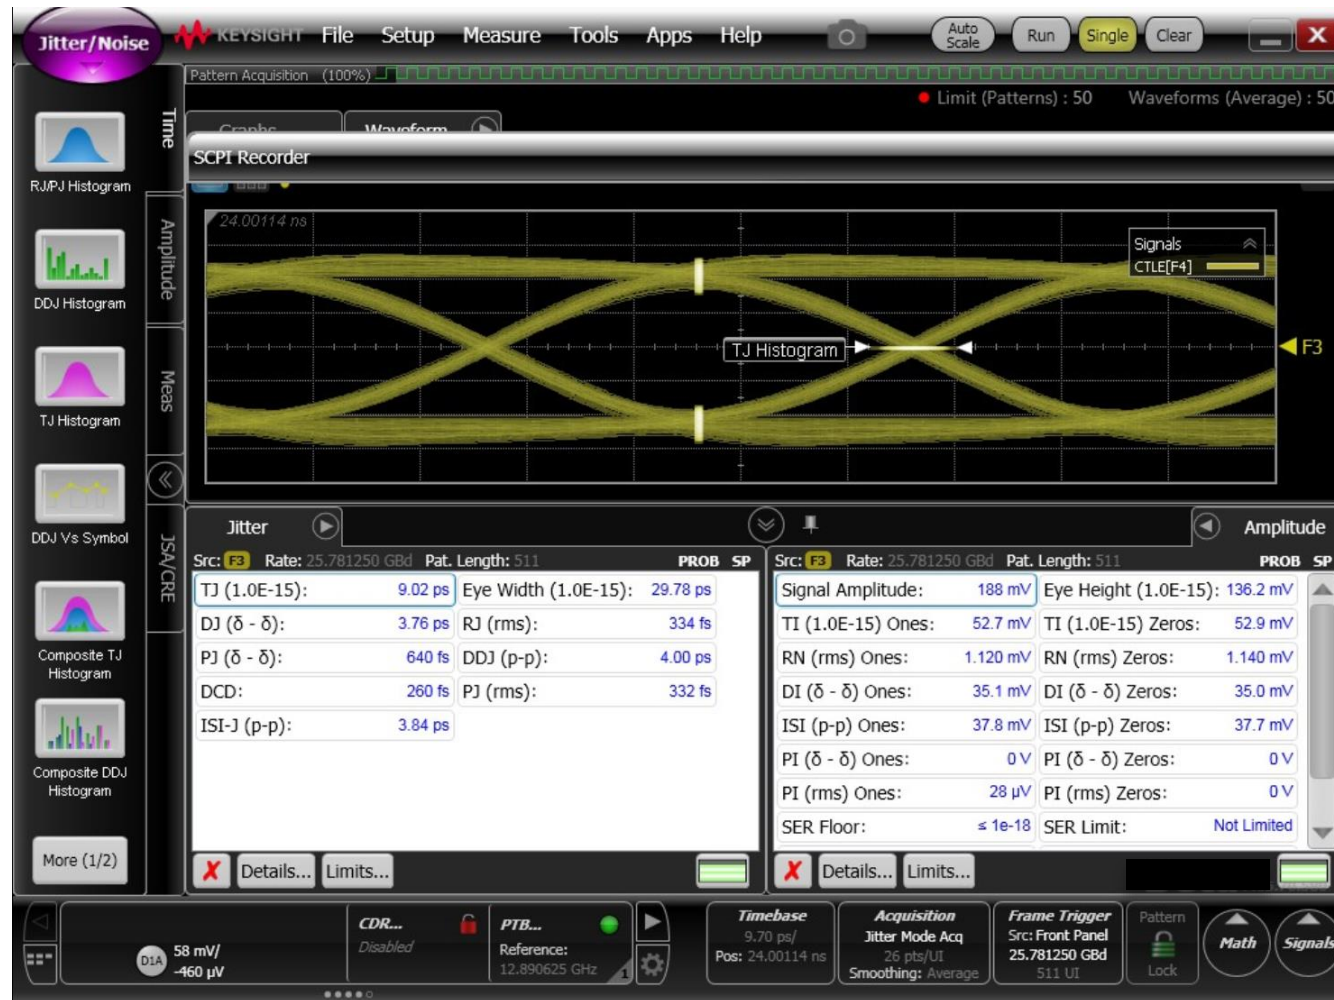 Jitter/Noise
KEYSIGHT File Setup Measure Tools Apps Help Auto Scale Run Single Clear X
Pattern Acquisition (100%)
Limit (Patterns) : 50 Waveforms (Average) : 50
Graphs Waveform
SCPI Recorder
24.00114 ns
Signals
CTLE[F4]
TJ Histogram
F3
RJ/PJ Histogram
DDJ Histogram
TJ Histogram
DDJ Vs Symbol
Composite TJ
Histogram
Composite DDJ
Histogram
More (1/2)
Time
Amplitude
Meas
JSA/CRE
Jitter
Src: F3 Rate: 25.781250 GBd Pat. Length: 511 PROB SP
TJ (1.0E-15): 9.02 ps Eye Width (1.0E-15): 29.78 ps
DJ (δ - δ): 3.76 ps RJ (rms): 334 fs
PJ (δ - δ): 640 fs DDJ (p-p): 4.00 ps
DCD: 260 fs PJ (rms): 332 fs
ISI-J (p-p): 3.84 ps
✗ Details... Limits...
Amplitude
Src: F3 Rate: 25.781250 GBd Pat. Length: 511 PROB SP
Signal Amplitude: 188 mV Eye Height (1.0E-15): 136.2 mV
TI (1.0E-15) Ones: 52.7 mV TI (1.0E-15) Zeros: 52.9 mV
RN (rms) Ones: 1.120 mV RN (rms) Zeros: 1.140 mV
DI (δ - δ) Ones: 35.1 mV DI (δ - δ) Zeros: 35.0 mV
ISI (p-p) Ones: 37.8 mV ISI (p-p) Zeros: 37.7 mV
PI (δ - δ) Ones: 0 V PI (δ - δ) Zeros: 0 V
PI (rms) Ones: 28 µV PI (rms) Zeros: 0 V
SER Floor: ≤ 1e-18 SER Limit: Not Limited
✗ Details... Limits...
D1A 58 mV/
-460 µV
CDR...
Disabled
PTB...
Reference:
12.890625 GHz
1
Timebase
9.70 ps/
Pos: 24.00114 ns
Acquisition
Jitter Mode Acq
26 pts/UI
Smoothing: Average
Frame Trigger
Src: Front Panel
25.781250 GBd
511 UI
Pattern
Lock
Math
Signals